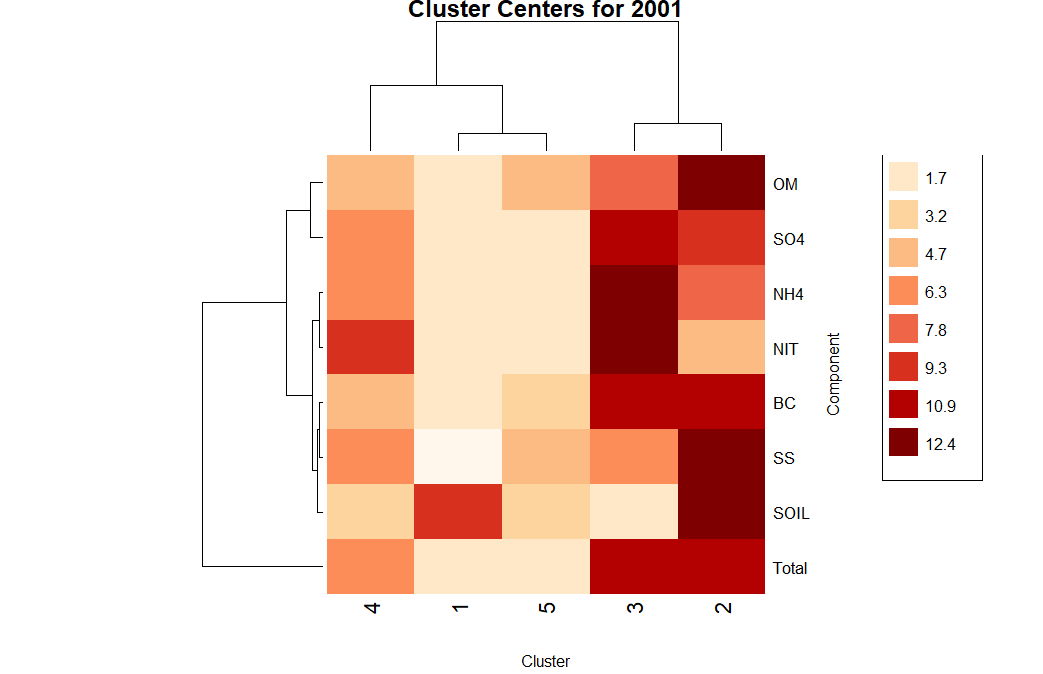 Cluster Centers for 2001
OM
SO4
NH4
NIT
BC
SS
SOIL
Total
Component
1.7
3.2
4.7
6.3
7.8
9.3
10.9
12.4
4 1 5 3 2
Cluster